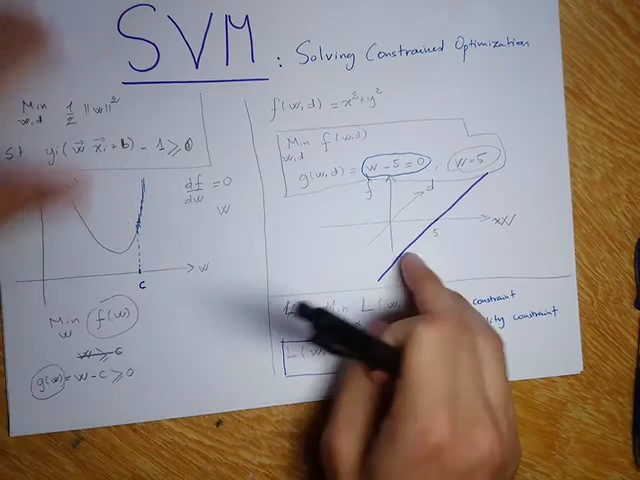 SVM : Solving Constrained Optimization
Min 1/2 ||w||²
w,d
st yi(w⃗ x⃗i + b) - 1 ≥ 0
df/dw = 0
w
w
c
Min f(w)
w
w ≥ c
g(w) = w - c ≥ 0
f(w,d) = x² + y²
Min f(w,d)
w,d
g(w,d) = w - 5 = 0 , (w = 5)
f
d
5
Min L(w,
constraint
constraint
L(w,